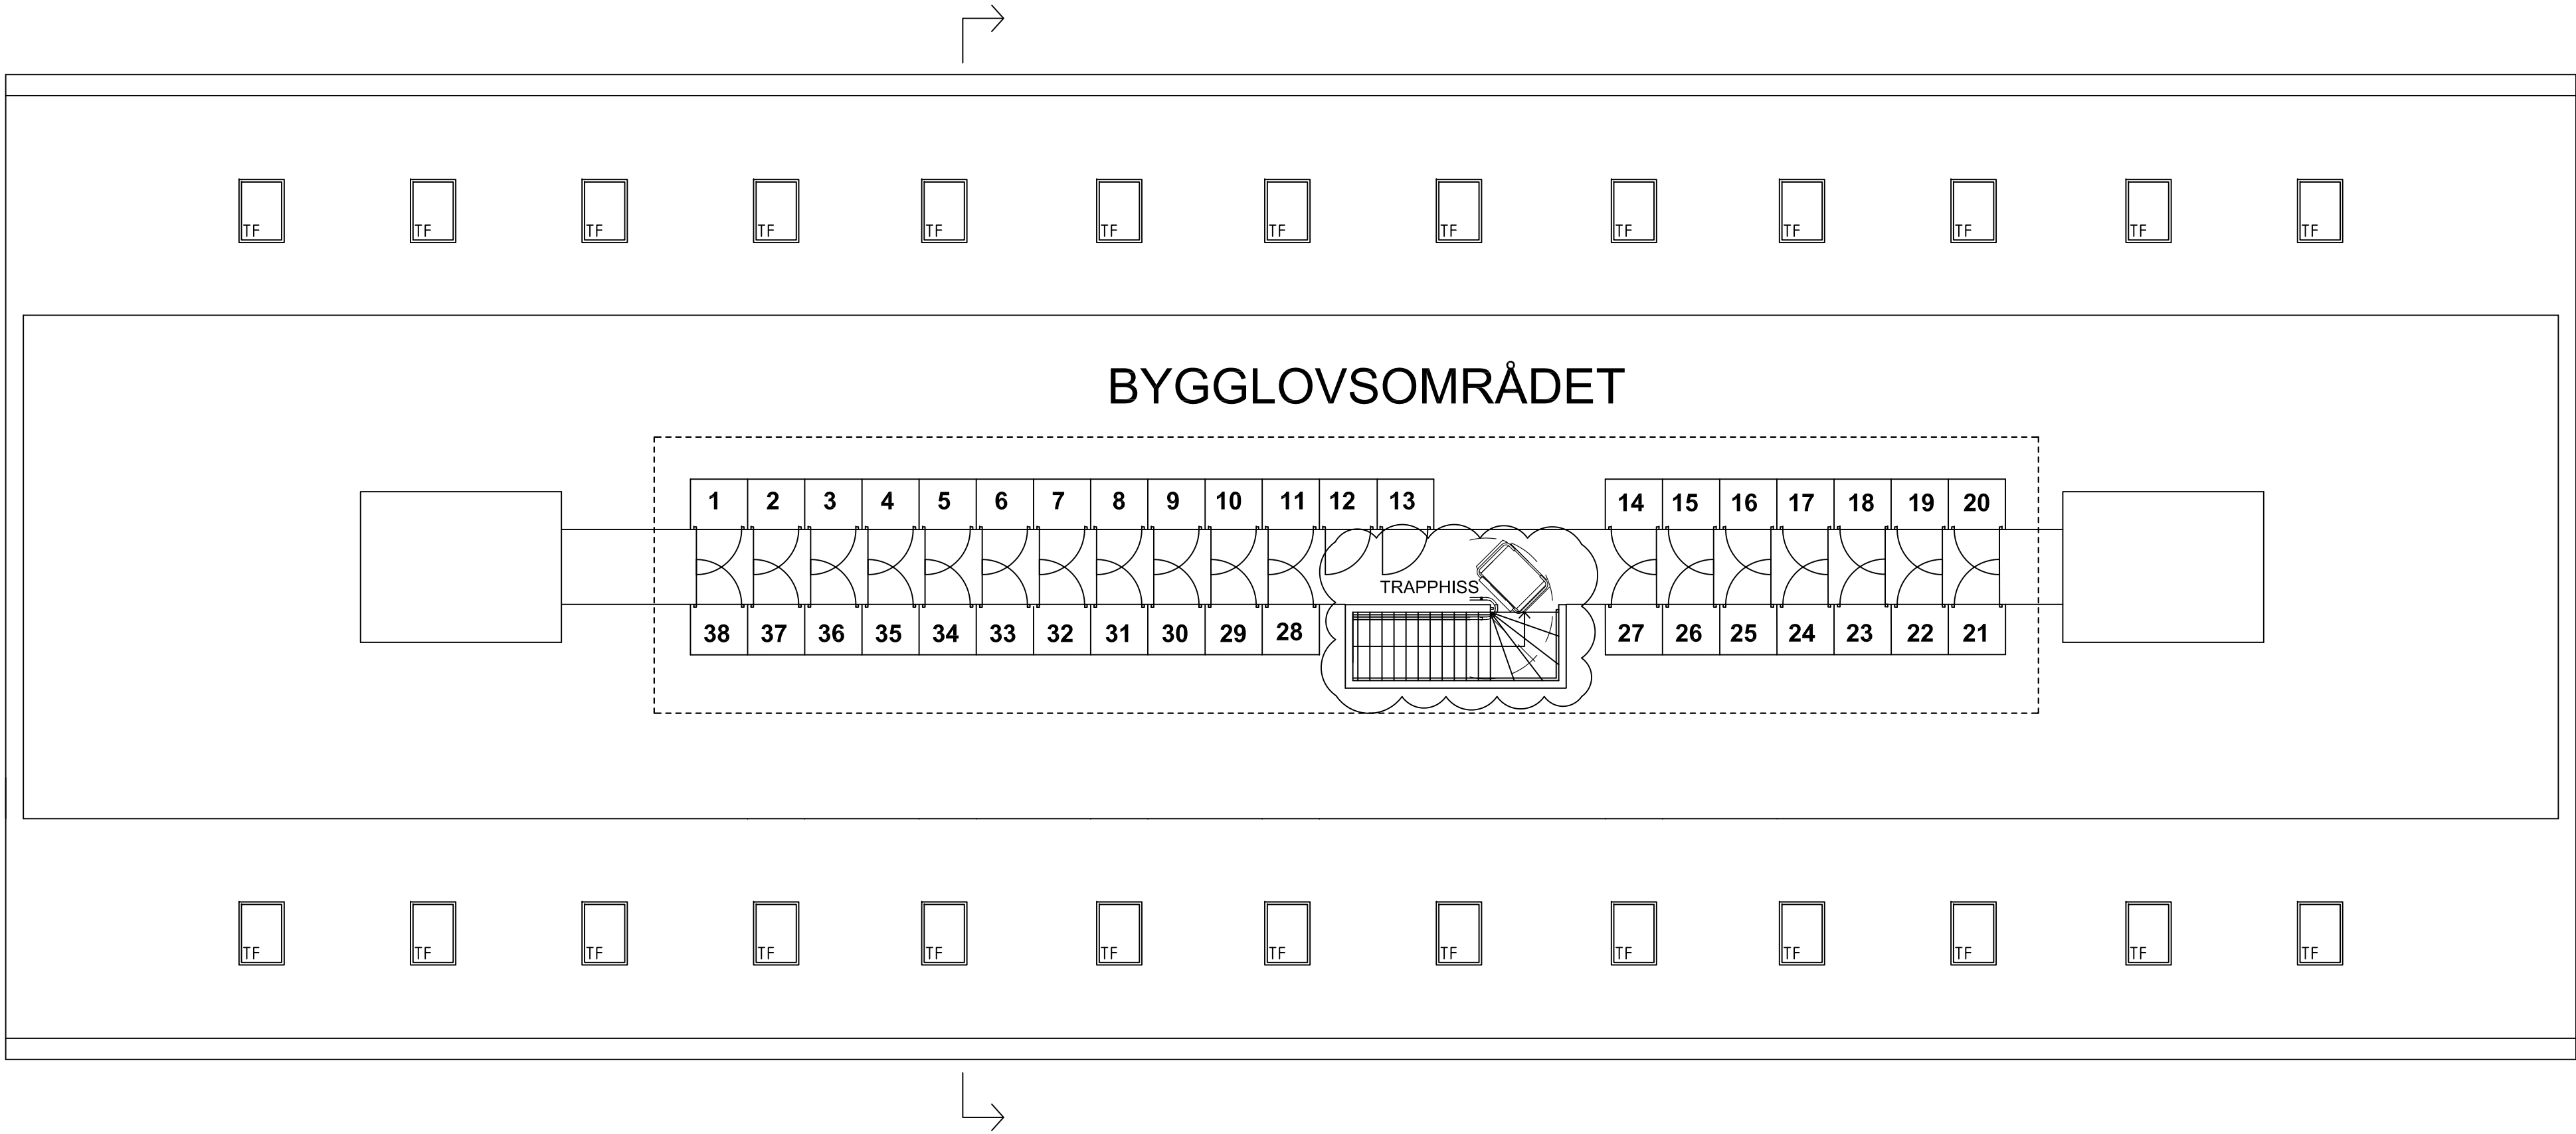 TF TF TF TF TF TF TF TF TF TF TF TF TF
BYGGLOVSOMRÅDET
1 2 3 4 5 6 7 8 9 10 11 12 13 14 15 16 17 18 19 20
TRAPPHISS
38 37 36 35 34 33 32 31 30 29 28 27 26 25 24 23 22 21
TF TF TF TF TF TF TF TF TF TF TF TF TF